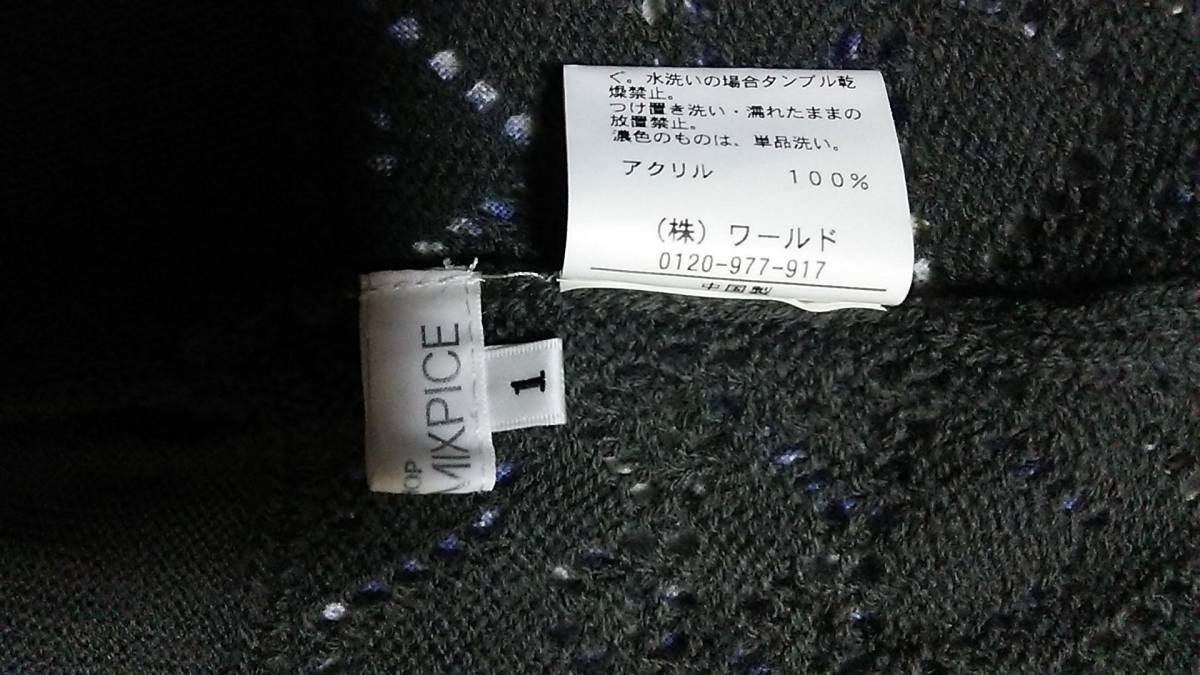 ぐ。水洗いの場合タンブル乾
燥禁止。
つけ置き洗い・濡れたままの
放置禁止。
濃色のものは、単品洗い。
アクリル 100%
(株) ワールド
0120-977-917
中国製
OP
MIXPICE
1